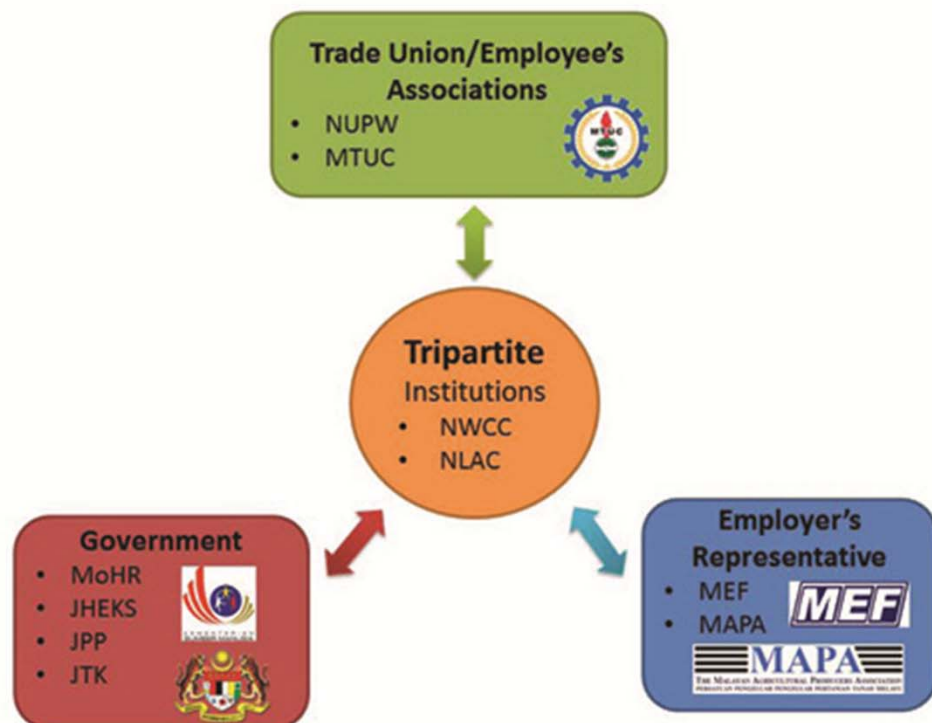 Trade Union/Employee's
Associations
• NUPW
• MTUC
MTUC
Tripartite
Institutions
• NWCC
• NLAC
Government
• MoHR
• JHEKS
• JPP
• JTK
Employer's
Representative
• MEF
• MAPA
MEF
MAPA
THE MALAYAN AGRICULTURAL PRODUCERS ASSOCIATION